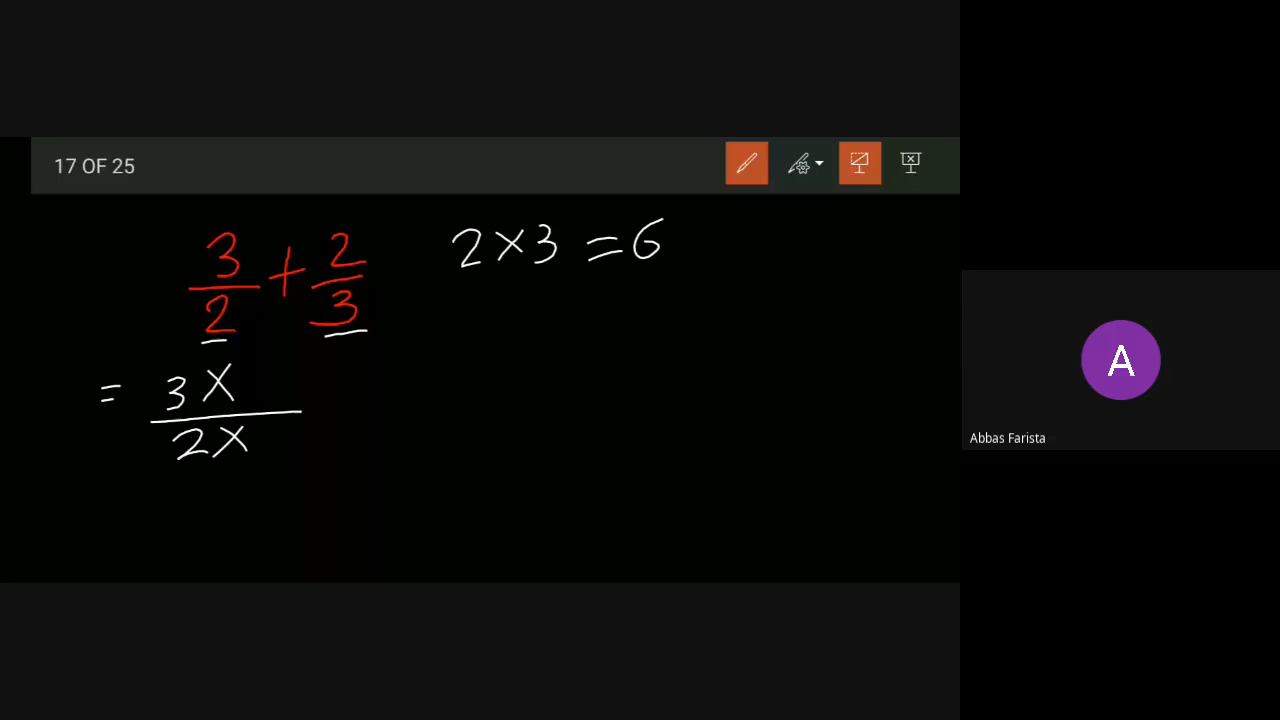 17 OF 25
3/2 + 2/3
2×3 =6
= 3×/2×
A
Abbas Farista